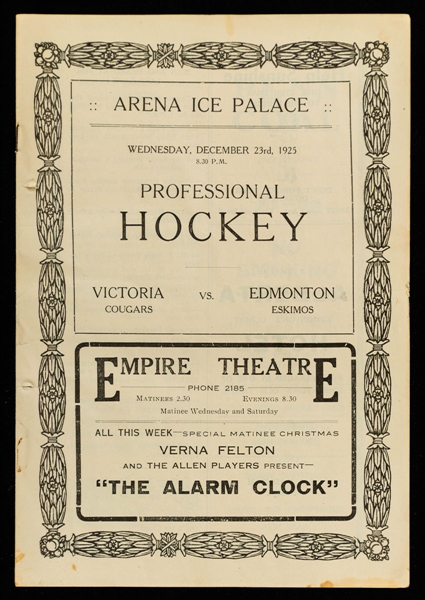 :: ARENA ICE PALACE ::
WEDNESDAY, DECEMBER 23rd, 1925
8.30 P.M.
PROFESSIONAL
HOCKEY
VICTORIA VS. EDMONTON
COUGARS ESKIMOS
EMPIRE THEATRE
PHONE 2185
Matinees 2.30 Evenings 8.30
Matinee Wednesday and Saturday
ALL THIS WEEK—SPECIAL MATINEE CHRISTMAS
VERNA FELTON
AND THE ALLEN PLAYERS PRESENT—
"THE ALARM CLOCK"